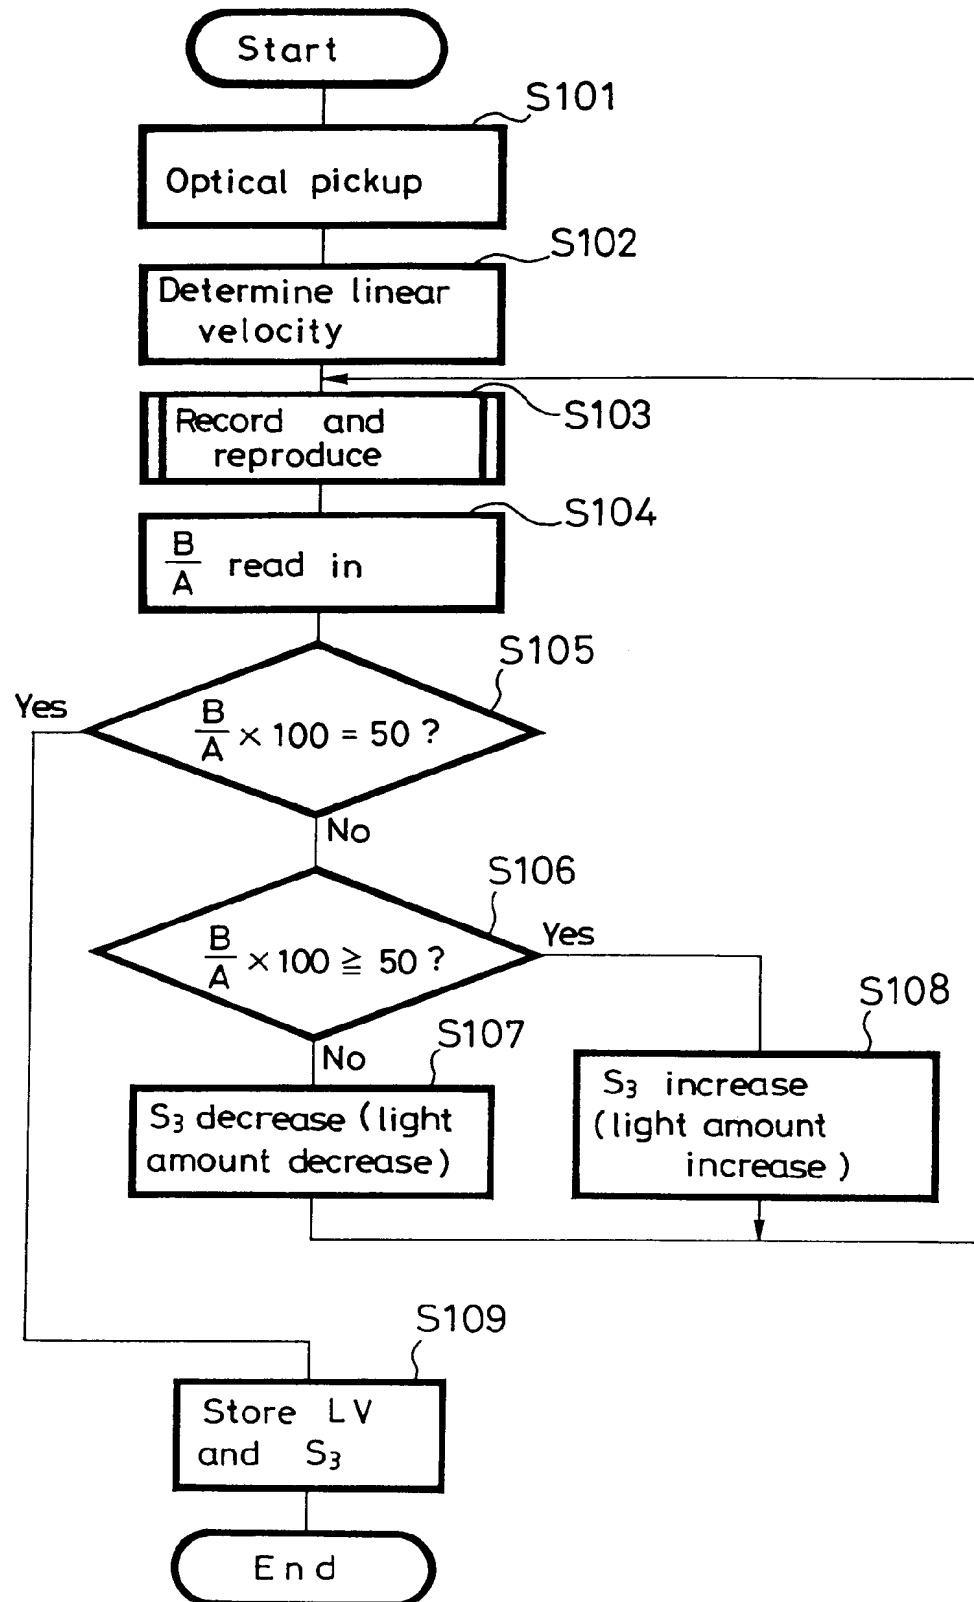 Start
S101
Optical pickup
S102
Determine linear
velocity
S103
Record and
reproduce
S104
B/A read in
S105
Yes
B/A × 100 = 50 ?
No
S106
B/A × 100 ≧ 50 ?
Yes
No
S107
S₃ decrease (light
amount decrease)
S108
S₃ increase
(light amount
increase)
S109
Store LV
and S₃
End